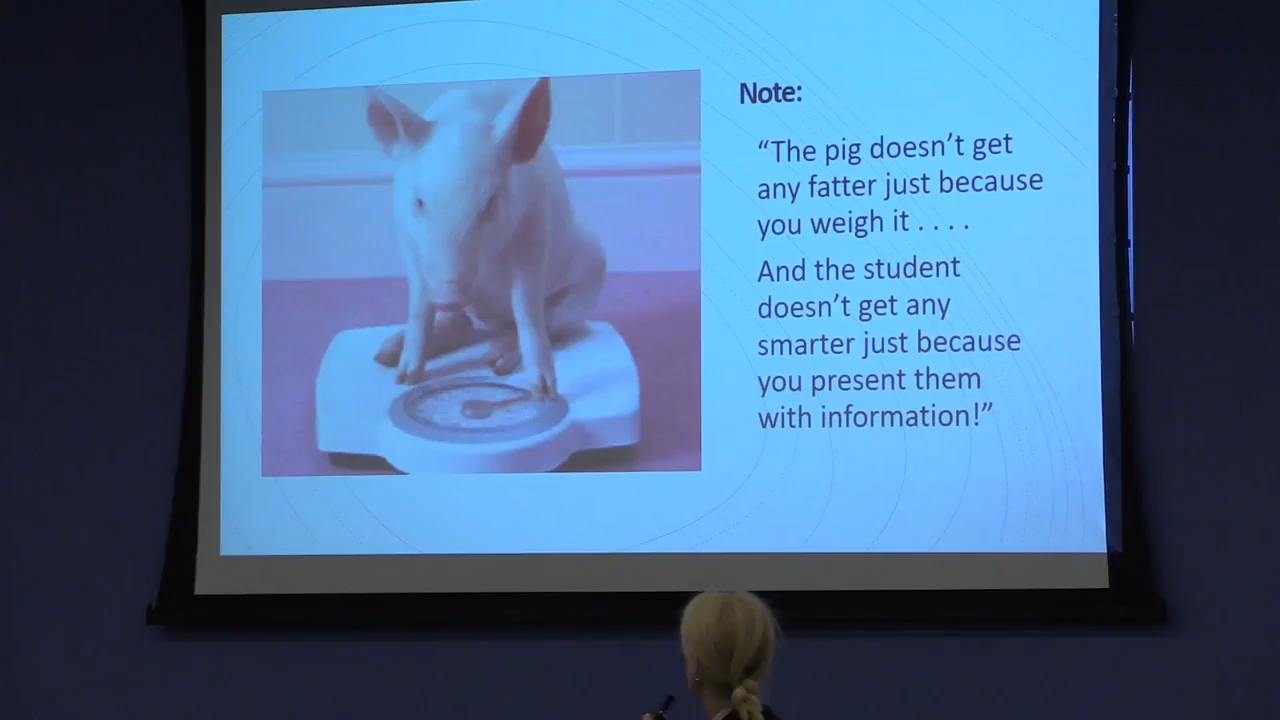 Note:
“The pig doesn’t get
any fatter just because
you weigh it . . . .
And the student
doesn’t get any
smarter just because
you present them
with information!”